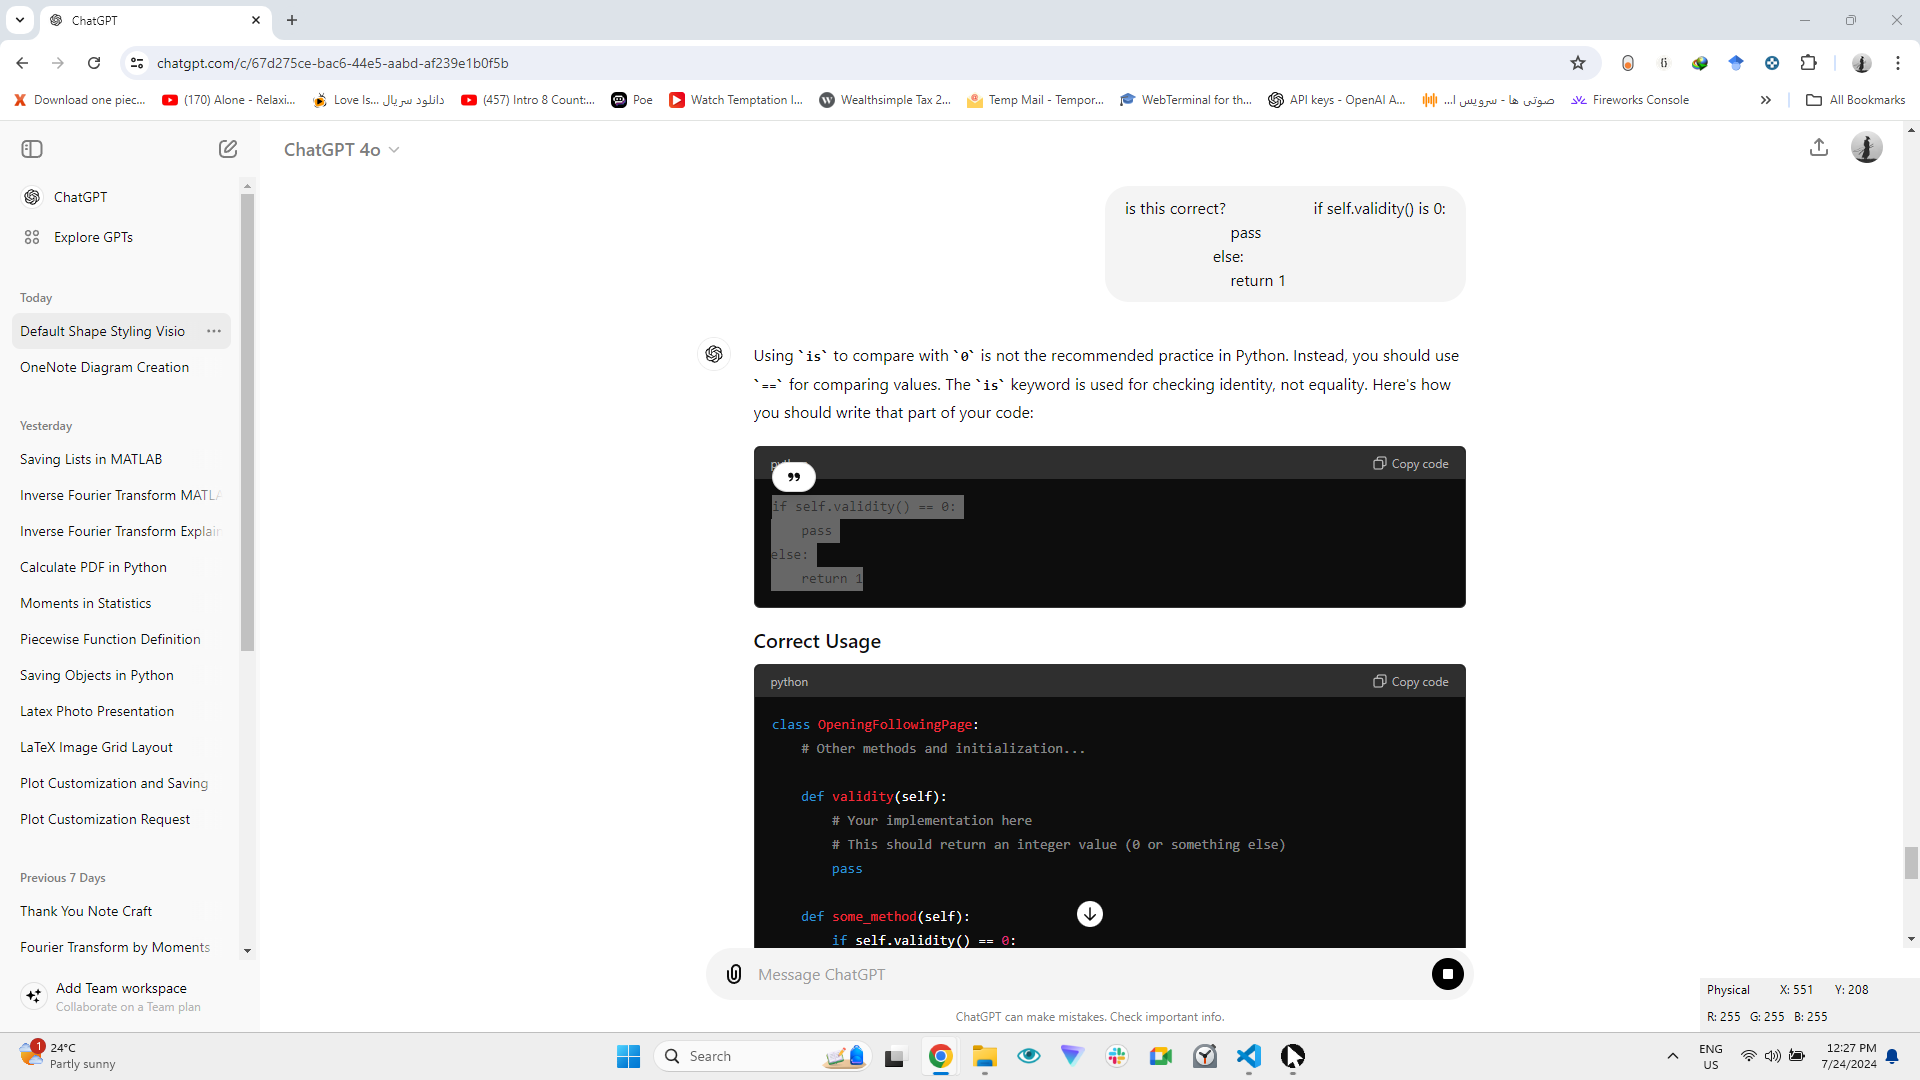 ChatGPT
chatgpt.com/c/67d275ce-bac6-44e5-aabd-af239e1b0f5b
Download one piec...
(170) Alone - Relaxi...
Love Is... دانلود سریال
(457) Intro 8 Count:...
Poe
Watch Temptation I...
Wealthsimple Tax 2...
Temp Mail - Tempor...
WebTerminal for th...
API keys - OpenAI A...
صوتی ها - سرویس ا...
Fireworks Console
All Bookmarks
ChatGPT
Explore GPTs
Today
Default Shape Styling Visio
OneNote Diagram Creation
Yesterday
Saving Lists in MATLAB
Inverse Fourier Transform MATLA
Inverse Fourier Transform Explain
Calculate PDF in Python
Moments in Statistics
Piecewise Function Definition
Saving Objects in Python
Latex Photo Presentation
LaTeX Image Grid Layout
Plot Customization and Saving
Plot Customization Request
Previous 7 Days
Thank You Note Craft
Fourier Transform by Moments
Add Team workspace
Collaborate on a Team plan
ChatGPT 4o
is this correct? if self.validity() is 0:
pass
else:
return 1
Using `is` to compare with `0` is not the recommended practice in Python. Instead, you should use
`==` for comparing values. The `is` keyword is used for checking identity, not equality. Here's how
you should write that part of your code:
Copy code
if self.validity() == 0:
pass
else:
return 1
Correct Usage
python
Copy code
class OpeningFollowingPage:
# Other methods and initialization...
def validity(self):
# Your implementation here
# This should return an integer value (0 or something else)
pass
def some_method(self):
if self.validity() == 0:
Message ChatGPT
ChatGPT can make mistakes. Check important info.
Physical X: 551 Y: 208
R: 255 G: 255 B: 255
1
24°C
Partly sunny
Search
ENG
US
12:27 PM
7/24/2024